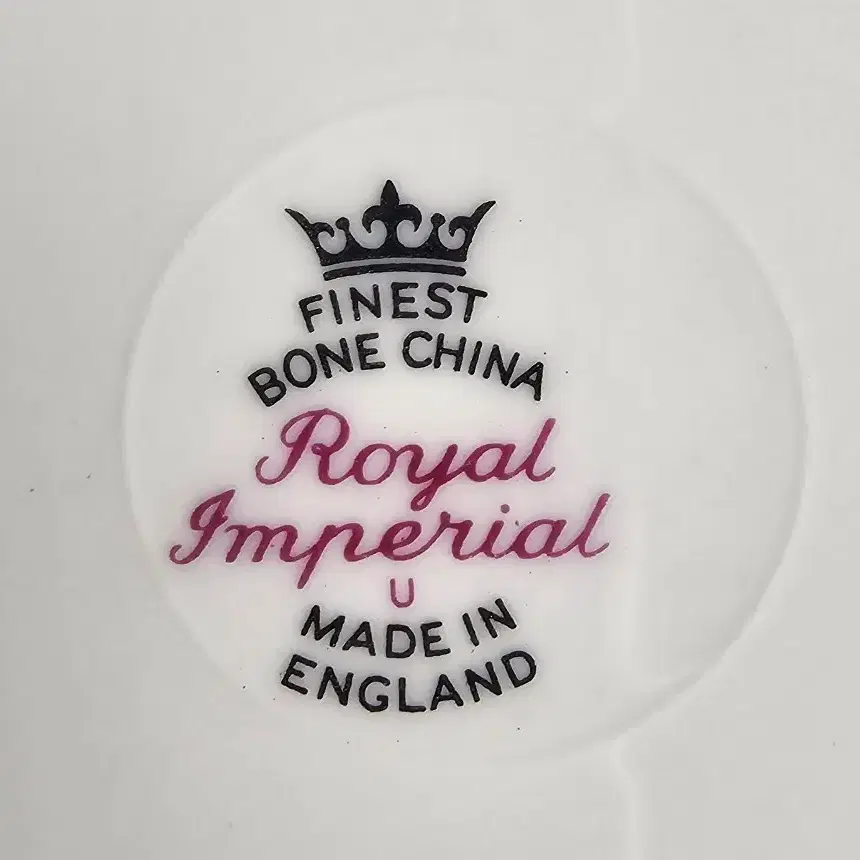 FINEST
BONE CHINA
Royal
Imperial
U
MADE IN
ENGLAND